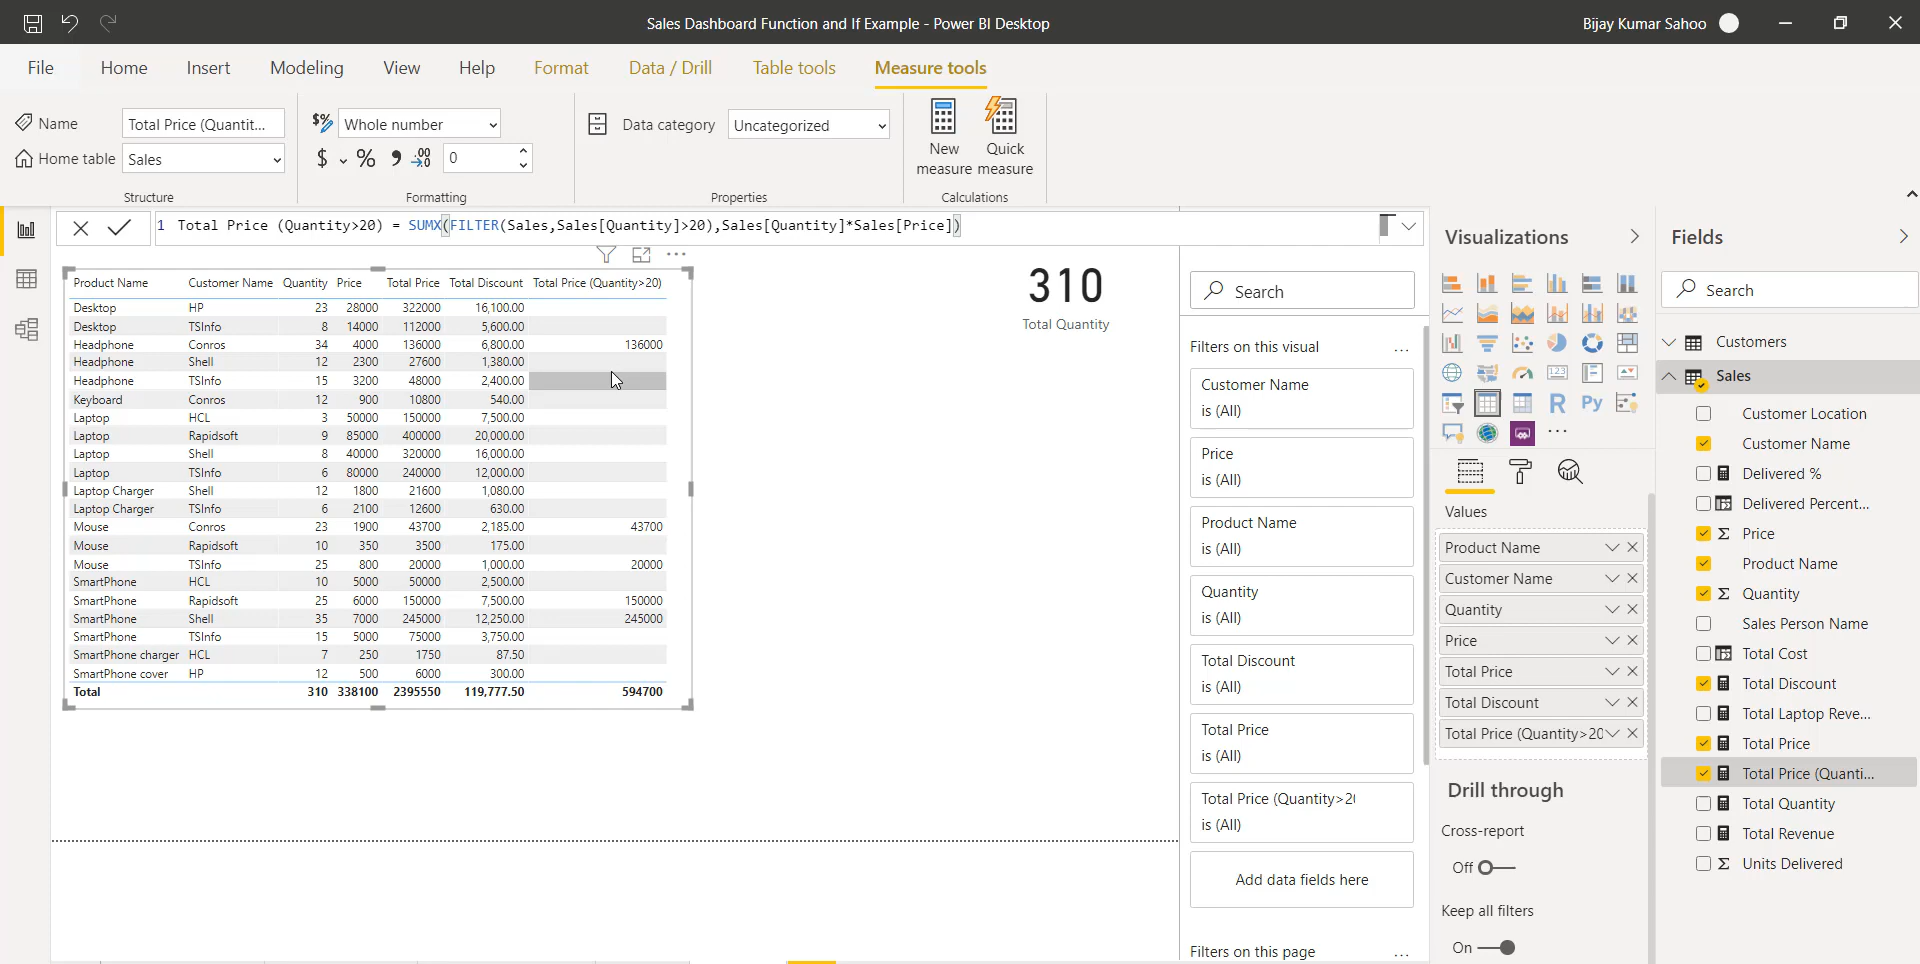 Sales Dashboard Function and If Example - Power BI Desktop
Bijay Kumar Sahoo
File Home Insert Modeling View Help Format Data / Drill Table tools Measure tools
Name Total Price (Quantit...
Home table Sales
Structure
Whole number
$ % 9 .00 0
Formatting
Data category Uncategorized
Properties
New measure
Quick measure
Calculations
1 Total Price (Quantity>20) = SUMX(FILTER(Sales,Sales[Quantity]>20),Sales[Quantity]*Sales[Price])
Product Name Customer Name Quantity Price Total Price Total Discount Total Price (Quantity>20)
Desktop HP 23 28000 322000 16,100.00
Desktop TSInfo 8 14000 112000 5,600.00
Headphone Conros 34 4000 136000 6,800.00 136000
Headphone Shell 12 2300 27600 1,380.00
Headphone TSInfo 15 3200 48000 2,400.00
Keyboard Conros 12 900 10800 540.00
Laptop HCL 3 50000 150000 7,500.00
Laptop Rapidsoft 9 85000 400000 20,000.00
Laptop Shell 8 40000 320000 16,000.00
Laptop TSInfo 6 80000 240000 12,000.00
Laptop Charger Shell 12 1800 21600 1,080.00
Laptop Charger TSInfo 6 2100 12600 630.00
Mouse Conros 23 1900 43700 2,185.00 43700
Mouse Rapidsoft 10 350 3500 175.00
Mouse TSInfo 25 800 20000 1,000.00 20000
SmartPhone HCL 10 5000 50000 2,500.00
SmartPhone Rapidsoft 25 6000 150000 7,500.00 150000
SmartPhone Shell 35 7000 245000 12,250.00 245000
SmartPhone TSInfo 15 5000 75000 3,750.00
SmartPhone charger HCL 7 250 1750 87.50
SmartPhone cover HP 12 500 6000 300.00
Total 310 338100 2395550 119,777.50 594700
310
Total Quantity
Search
Filters on this visual ...
Customer Name
is (All)
Price
is (All)
Product Name
is (All)
Quantity
is (All)
Total Discount
is (All)
Total Price
is (All)
Total Price (Quantity>2
is (All)
Add data fields here
Filters on this page ...
Visualizations
123
R
Py
...
Values
Product Name
Customer Name
Quantity
Price
Total Price
Total Discount
Total Price (Quantity>20
Drill through
Cross-report
Off
Keep all filters
On
Fields
Search
Customers
Sales
Customer Location
Customer Name
Delivered %
Delivered Percent...
Σ Price
Product Name
Σ Quantity
Sales Person Name
Total Cost
Total Discount
Total Laptop Reve...
Total Price
Total Price (Quanti...
Total Quantity
Total Revenue
Σ Units Delivered